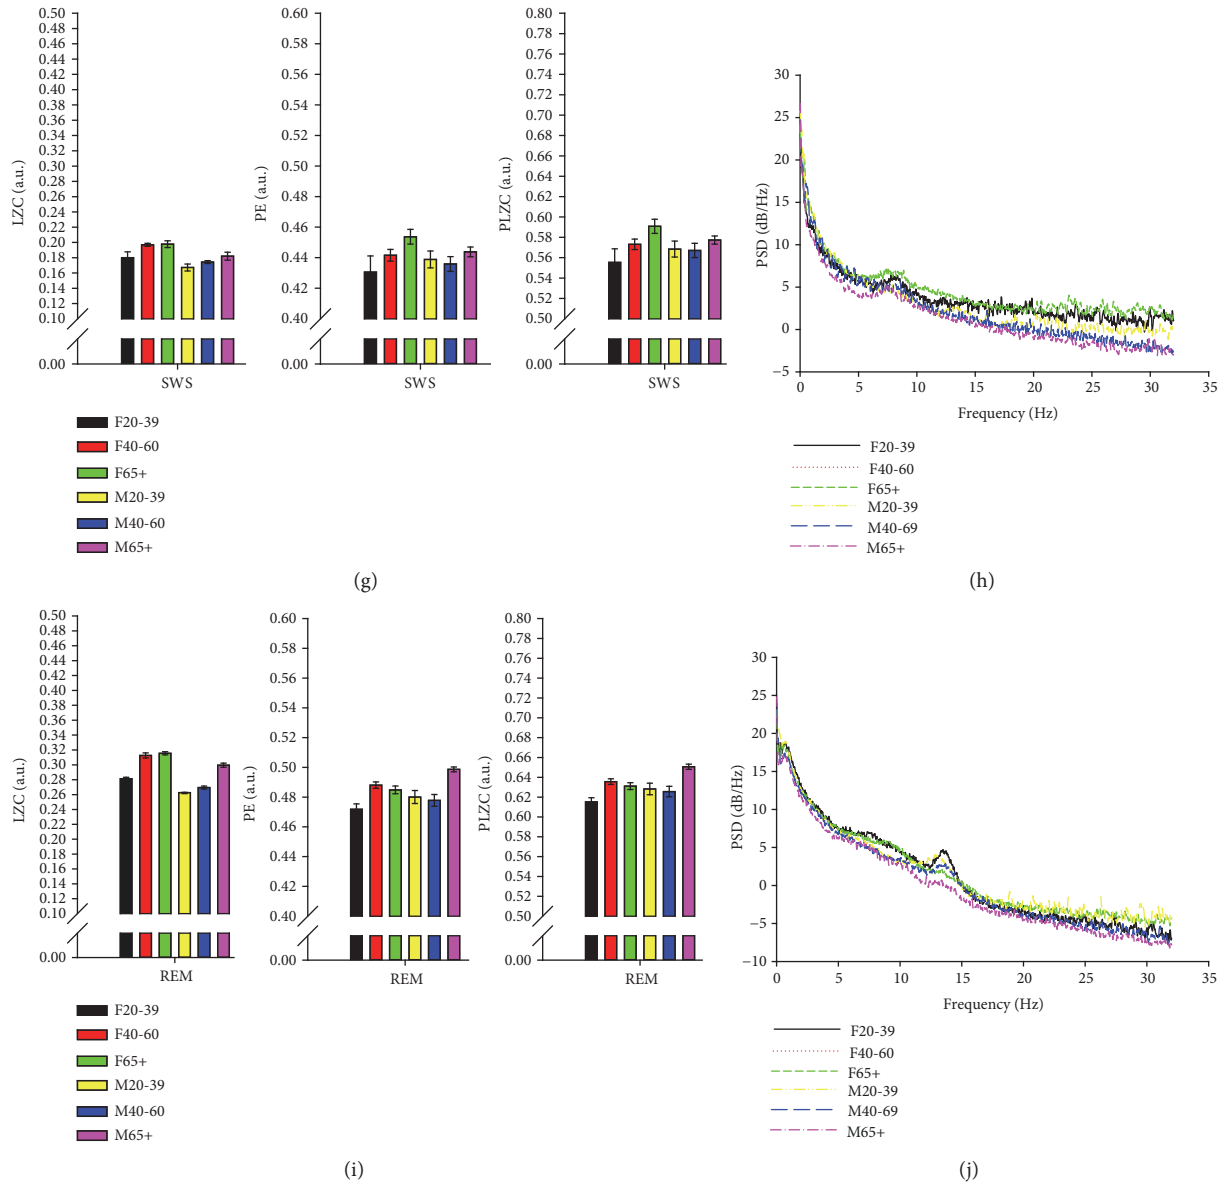 0.50
0.48
0.46
0.44
0.42
0.40
0.38
0.36
0.34
0.32
0.30
0.28
0.26
0.24
0.22
0.20
0.18
0.16
0.14
0.12
0.10
0.00
LZC (a.u.)
SWS
0.60
0.58
0.56
0.54
0.52
0.50
0.48
0.46
0.44
0.42
0.40
0.00
PE (a.u.)
SWS
0.80
0.78
0.76
0.74
0.72
0.70
0.68
0.66
0.64
0.62
0.60
0.58
0.56
0.54
0.52
0.50
0.00
PLZC (a.u.)
SWS
F20-39
F40-60
F65+
M20-39
M40-60
M65+
(g)
30
25
20
15
10
5
0
−5
PSD (dB/Hz)
0 5 10 15 20 25 30 35
Frequency (Hz)
F20-39
F40-60
F65+
M20-39
M40-69
M65+
(h)
0.50
0.48
0.46
0.44
0.42
0.40
0.38
0.36
0.34
0.32
0.30
0.28
0.26
0.24
0.22
0.20
0.18
0.16
0.14
0.12
0.10
0.00
LZC (a.u.)
REM
0.60
0.58
0.56
0.54
0.52
0.50
0.48
0.46
0.44
0.42
0.40
0.00
PE (a.u.)
REM
0.80
0.78
0.76
0.74
0.72
0.70
0.68
0.66
0.64
0.62
0.60
0.58
0.56
0.54
0.52
0.50
0.00
PLZC (a.u.)
REM
F20-39
F40-60
F65+
M20-39
M40-60
M65+
(i)
30
25
20
15
10
5
0
−5
−10
PSD (dB/Hz)
0 5 10 15 20 25 30 35
Frequency (Hz)
F20-39
F40-60
F65+
M20-39
M40-69
M65+
(j)